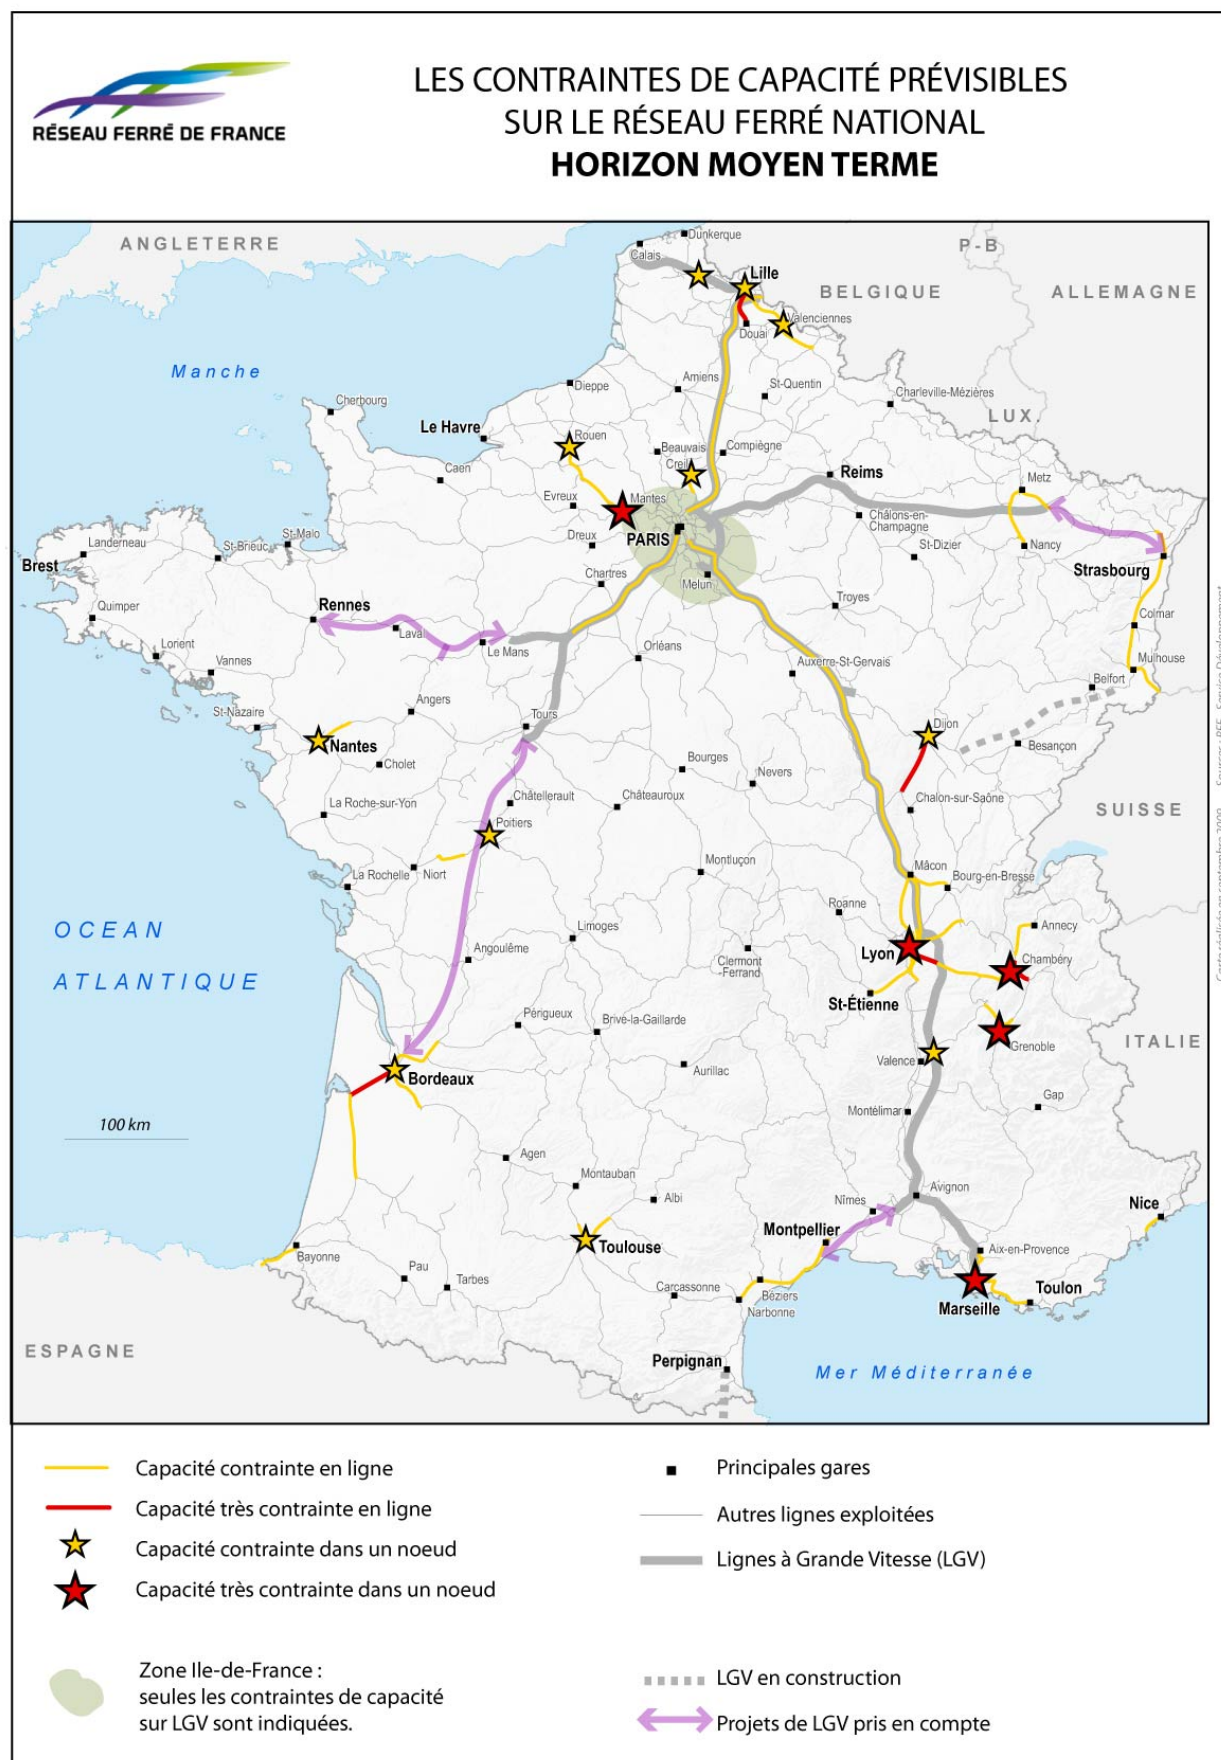 RÉSEAU FERRÉ DE FRANCE
LES CONTRAINTES DE CAPACITÉ PRÉVISIBLES
SUR LE RÉSEAU FERRÉ NATIONAL
HORIZON MOYEN TERME
ANGLETERRE
Dunkerque
P-B
Calais
Lille
BELGIQUE
ALLEMAGNE
Valenciennes
Douai
Manche
Amiens
Dieppe
St-Quentin
Charleville-Mézières
Cherbourg
LUX.
Le Havre
Rouen
Beauvais
Compiègne
Creil
Reims
Caen
Metz
Evreux
Mantes
Châlons-en-
Champagne
St-Malo
Dreux
PARIS
Nancy
Landerneau
St-Brieuc
St-Dizier
Brest
Strasbourg
Chartres
Melun
Rennes
Troyes
Quimper
Colmar
Laval
Lorient
Le Mans
Orléans
Vannes
Auxerre-St-Gervais
Mulhouse
Belfort
Angers
St-Nazaire
Tours
Dijon
Nantes
Besançon
Cholet
Bourges
Nevers
La Roche-sur-Yon
Châtellerault
Châteauroux
Chalon-sur-Saône
SUISSE
Poitiers
Montluçon
Mâcon
Bourg-en-Bresse
La Rochelle
Niort
Roanne
OCEAN
ATLANTIQUE
Limoges
Annecy
Angoulême
Clermont
-Ferrand
Lyon
Chambéry
St-Étienne
Périgueux
Brive-la-Gaillarde
Grenoble
ITALIE
Valence
Aurillac
Bordeaux
Gap
Montélimar
100 km
Agen
Montauban
Albi
Avignon
Nîmes
Nice
Montpellier
Bayonne
Toulouse
Aix-en-Provence
Pau
Tarbes
Carcassonne
Béziers
Toulon
Narbonne
Marseille
ESPAGNE
Perpignan
Mer Méditerranée
Carte réalisée en septembre 2009 Sources : RFF - Service Développement
Capacité contrainte en ligne
Capacité très contrainte en ligne
Capacité contrainte dans un noeud
Capacité très contrainte dans un noeud
Zone Ile-de-France :
seules les contraintes de capacité
sur LGV sont indiquées.
Principales gares
Autres lignes exploitées
Lignes à Grande Vitesse (LGV)
LGV en construction
Projets de LGV pris en compte